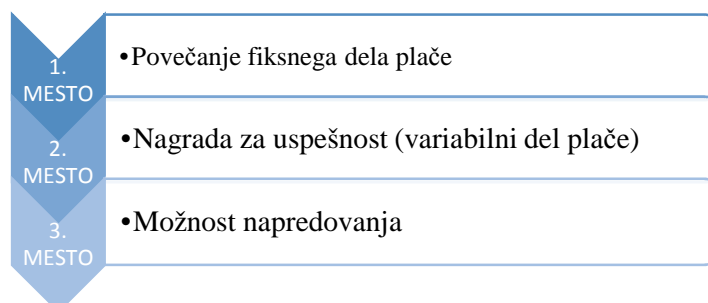 1.
MESTO
•Povečanje fiksnega dela plače
2.
MESTO
•Nagrada za uspešnost (variabilni del plače)
3.
MESTO
•Možnost napredovanja